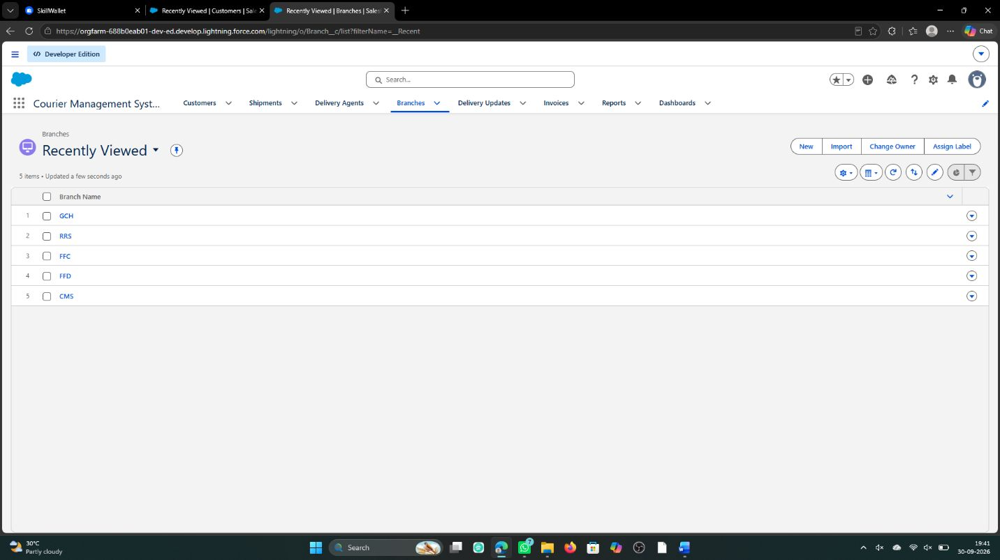 SkillWallet
Recently Viewed | Customers | Sale
Recently Viewed | Branches | Sales
https://orgfarm-688b0eab01-dev-ed.develop.lightning.force.com/lightning/o/Branch__c/list?filterName=__Recent
Chat
Developer Edition
Search...
Courier Management Syst...
Customers
Shipments
Delivery Agents
Branches
Delivery Updates
Invoices
Reports
Dashboards
Branches
Recently Viewed
New
Import
Change Owner
Assign Label
5 items • Updated a few seconds ago
Branch Name
1 GCH
2 RRS
3 FFC
4 FFD
5 CMS
30°C
Partly cloudy
Search
7
19:41
30-09-2026